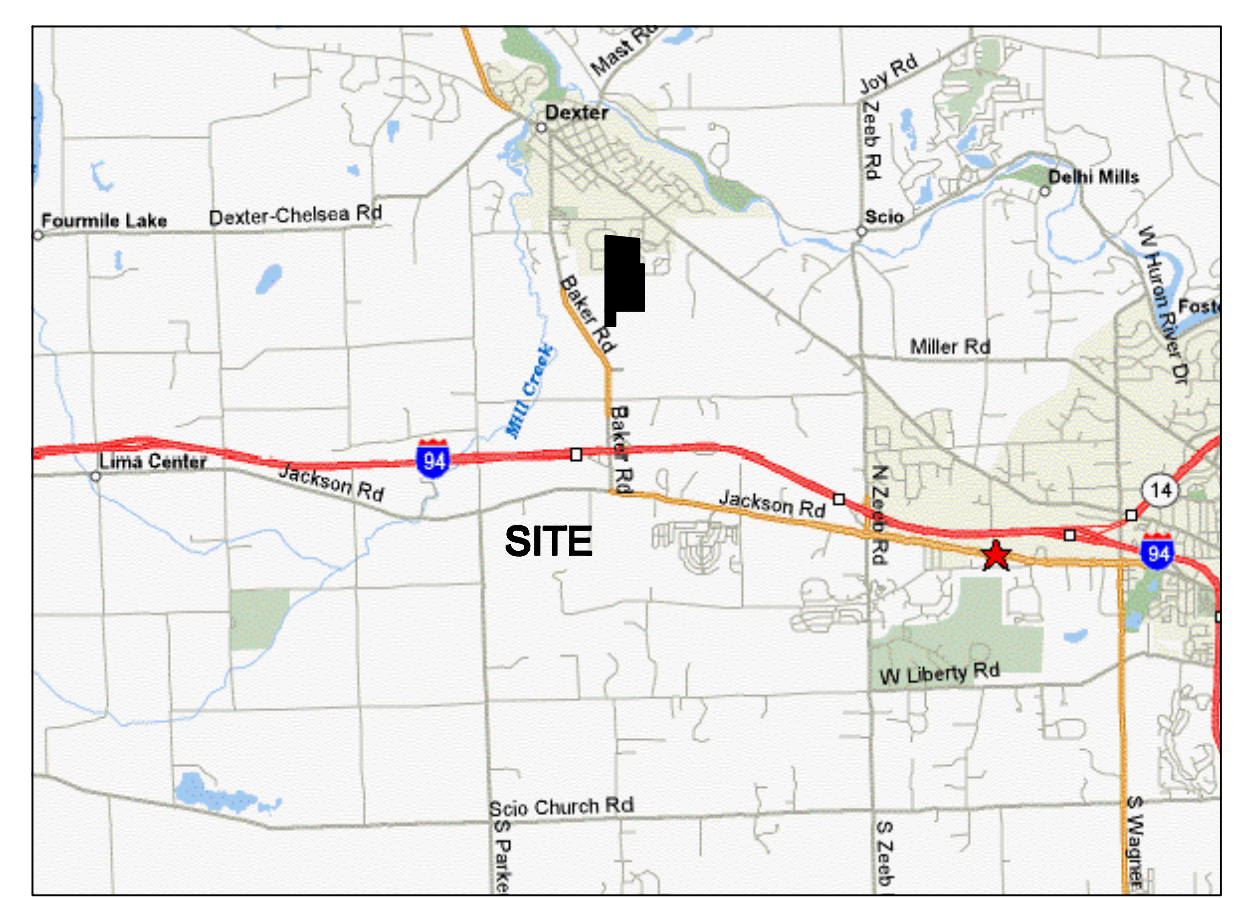 Mast Rd
Joy Rd
Dexter
Zeeb Rd
Delhi Mills
Fourmile Lake
Dexter-Chelsea Rd
Scio
W Huron River Dr
Baker Rd
Foste
Miller Rd
Mill Creek
Baker Rd
94
Lima Center
Jackson Rd
N Zeeb Rd
14
Jackson Rd
SITE
94
W Liberty Rd
Scio Church Rd
S Parke
S Zeeb
S Wagner